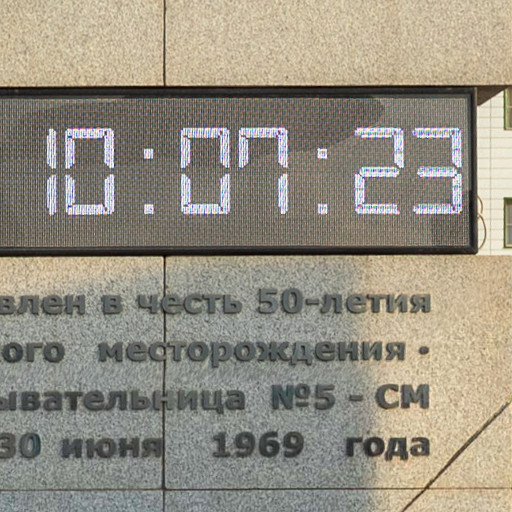 10:07:23
влен в честь 50-летия
ого месторождения -
ывательница №5 - СМ
30 июня 1969 года